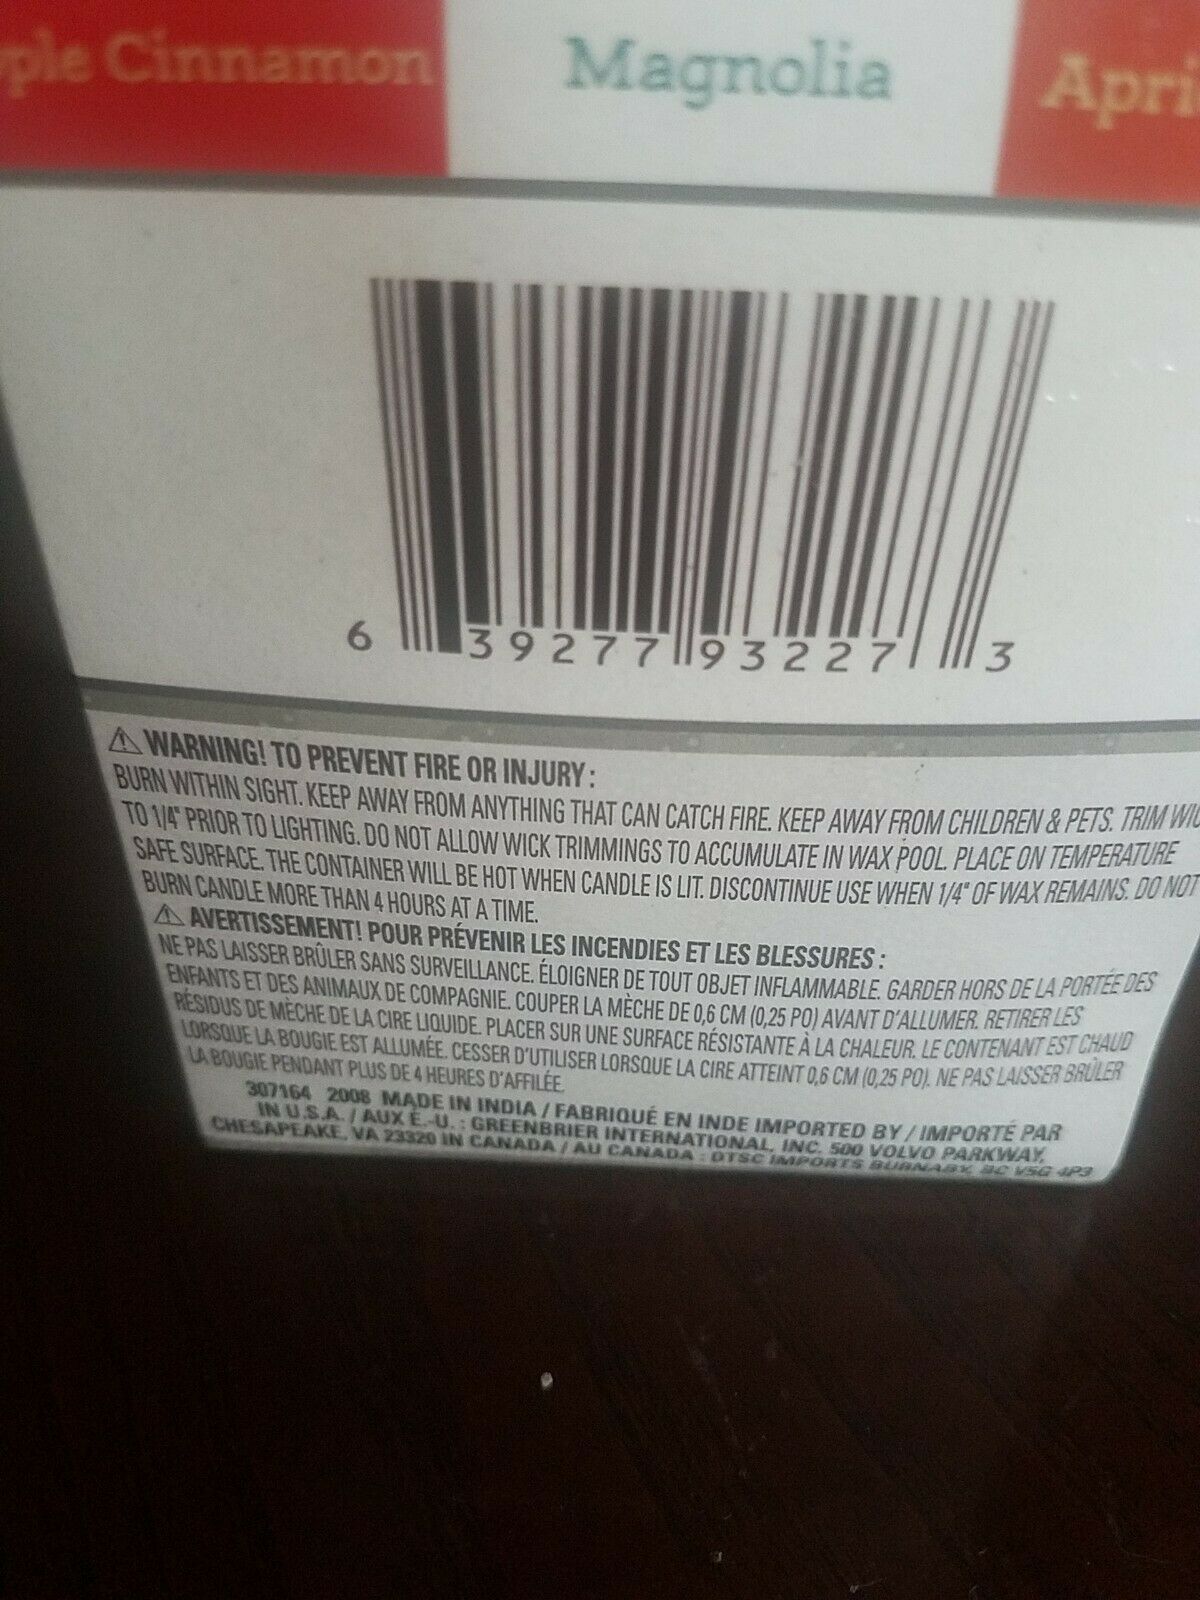 ple Cinnamon Magnolia Apri
6 39277 93227 3
⚠ WARNING! TO PREVENT FIRE OR INJURY:
BURN WITHIN SIGHT. KEEP AWAY FROM ANYTHING THAT CAN CATCH FIRE. KEEP AWAY FROM CHILDREN & PETS. TRIM WIC
TO 1/4" PRIOR TO LIGHTING. DO NOT ALLOW WICK TRIMMINGS TO ACCUMULATE IN WAX POOL. PLACE ON TEMPERATURE
SAFE SURFACE. THE CONTAINER WILL BE HOT WHEN CANDLE IS LIT. DISCONTINUE USE WHEN 1/4" OF WAX REMAINS. DO NOT
BURN CANDLE MORE THAN 4 HOURS AT A TIME.
⚠ AVERTISSEMENT! POUR PRÉVENIR LES INCENDIES ET LES BLESSURES :
NE PAS LAISSER BRÛLER SANS SURVEILLANCE. ÉLOIGNER DE TOUT OBJET INFLAMMABLE. GARDER HORS DE LA PORTÉE DES
ENFANTS ET DES ANIMAUX DE COMPAGNIE. COUPER LA MÈCHE DE 0,6 CM (0,25 PO) AVANT D'ALLUMER. RETIRER LES
RÉSIDUS DE MÈCHE DE LA CIRE LIQUIDE. PLACER SUR UNE SURFACE RÉSISTANTE À LA CHALEUR. LE CONTENANT EST CHAUD
LORSQUE LA BOUGIE EST ALLUMÉE. CESSER D'UTILISER LORSQUE LA CIRE ATTEINT 0,6 CM (0,25 PO). NE PAS LAISSER BRÛLER
LA BOUGIE PENDANT PLUS DE 4 HEURES D'AFFILÉE.
307164 2008 MADE IN INDIA / FABRIQUÉ EN INDE IMPORTED BY / IMPORTÉ PAR
IN U.S.A. / AUX É.-U. : GREENBRIER INTERNATIONAL, INC. 500 VOLVO PARKWAY,
CHESAPEAKE, VA 23320 IN CANADA / AU CANADA : DTSC IMPORTS BURNABY, BC V5G 4P3